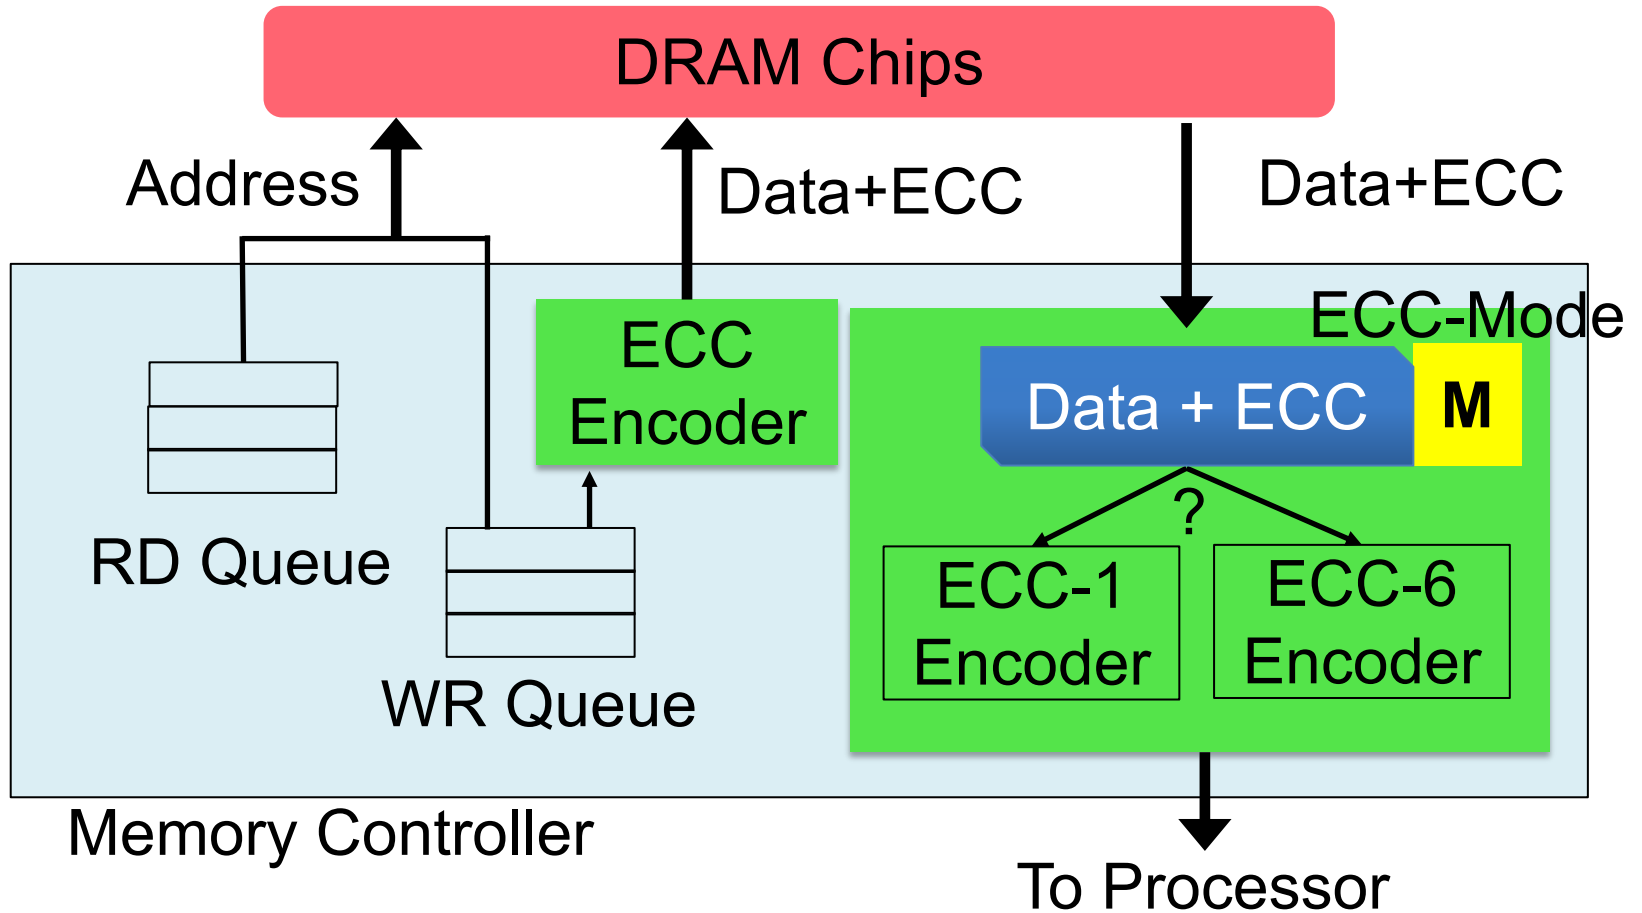 DRAM Chips
Address
Data+ECC
Data+ECC
ECC-Mode
ECC
Encoder
Data + ECC
M
?
RD Queue
ECC-1
Encoder
ECC-6
Encoder
WR Queue
Memory Controller
To Processor